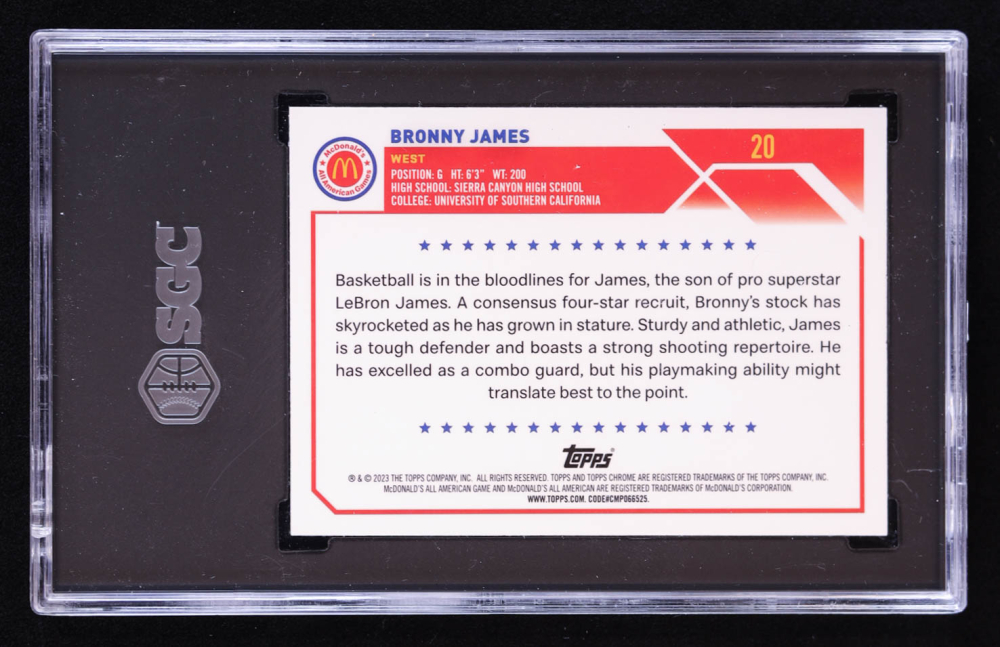 SGC
McDonald's
All American Games
BRONNY JAMES
20
WEST
POSITION: G HT: 6'3" WT: 200
HIGH SCHOOL: SIERRA CANYON HIGH SCHOOL
COLLEGE: UNIVERSITY OF SOUTHERN CALIFORNIA
Basketball is in the bloodlines for James, the son of pro superstar
LeBron James. A consensus four-star recruit, Bronny's stock has
skyrocketed as he has grown in stature. Sturdy and athletic, James
is a tough defender and boasts a strong shooting repertoire. He
has excelled as a combo guard, but his playmaking ability might
translate best to the point.
Topps®
® & © 2023 THE TOPPS COMPANY, INC. ALL RIGHTS RESERVED. TOPPS AND TOPPS CHROME ARE REGISTERED TRADEMARKS OF THE TOPPS COMPANY, INC.
McDONALD'S ALL AMERICAN GAME AND McDONALD'S ALL AMERICAN ARE REGISTERED TRADEMARKS OF McDONALD'S CORPORATION.
WWW.TOPPS.COM. CODE#CMP066525.